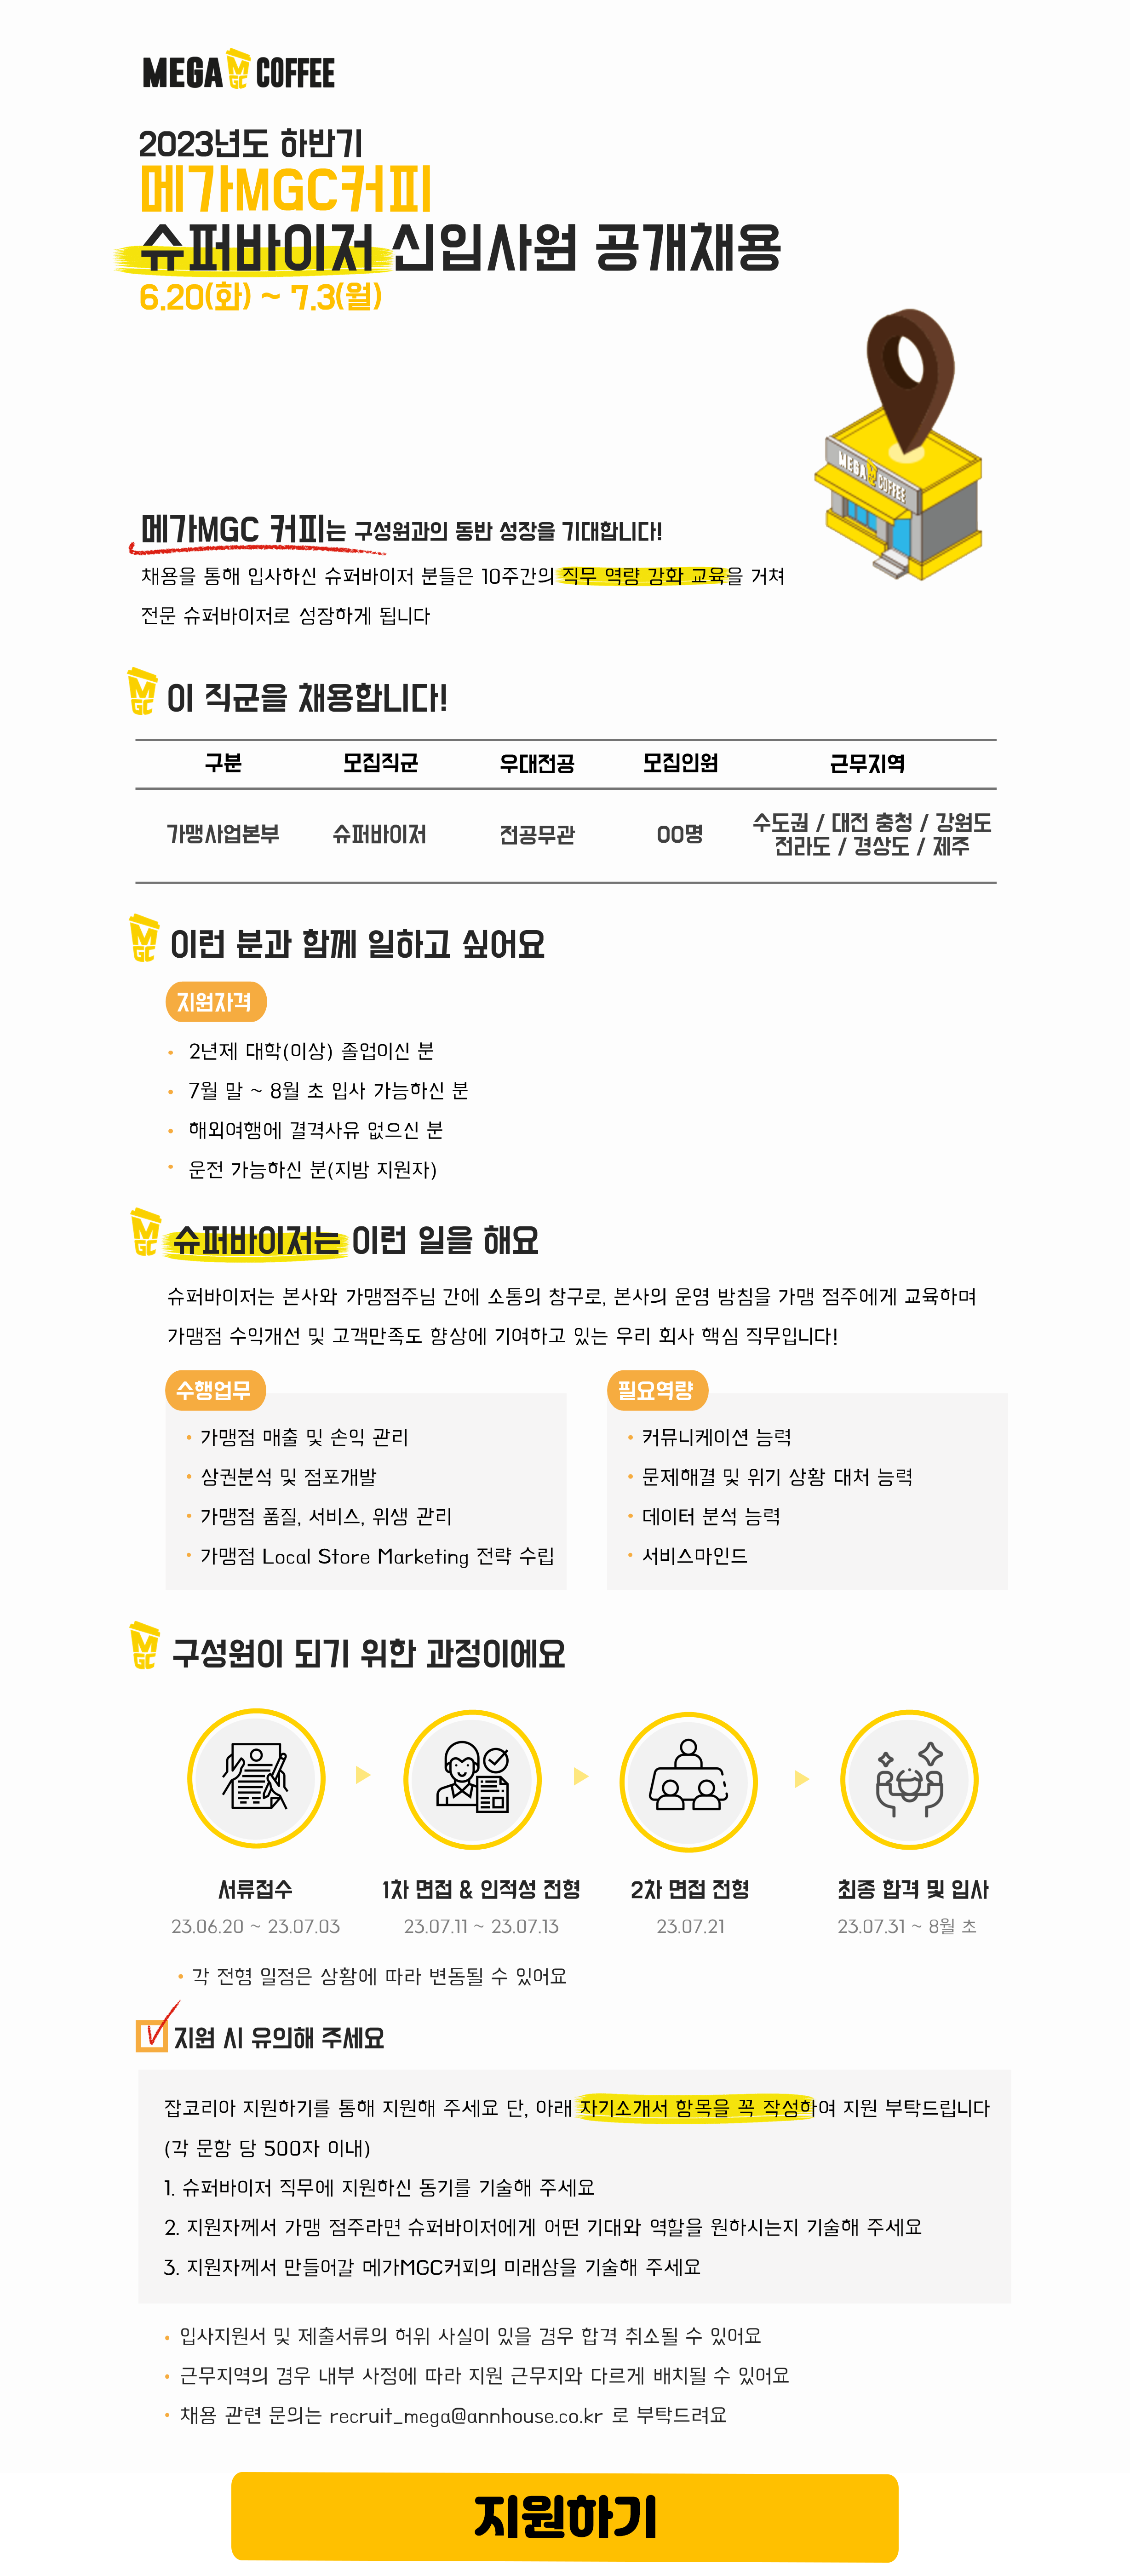 MEGA MGC COFFEE
2023년도 하반기
메가MGC커피
슈퍼바이저 신입사원 공개채용
6.20(화) ~ 7.3(월)
MEGA COFFEE
메가MGC 커피는 구성원과의 동반 성장을 기대합니다!
채용을 통해 입사하신 슈퍼바이저 분들은 10주간의 직무 역량 강화 교육을 거쳐
전문 슈퍼바이저로 성장하게 됩니다
MGC 이 직군을 채용합니다!
구분 모집직군 우대전공 모집인원 근무지역
가맹사업본부 슈퍼바이저 전공무관 00명 수도권 / 대전 충청 / 강원도
전라도 / 경상도 / 제주
MGC 이런 분과 함께 일하고 싶어요
지원자격
• 2년제 대학(이상) 졸업이신 분
• 7월 말 ~ 8월 초 입사 가능하신 분
• 해외여행에 결격사유 없으신 분
• 운전 가능하신 분(지방 지원자)
MGC 슈퍼바이저는 이런 일을 해요
슈퍼바이저는 본사와 가맹점주님 간에 소통의 창구로, 본사의 운영 방침을 가맹 점주에게 교육하며
가맹점 수익개선 및 고객만족도 향상에 기여하고 있는 우리 회사 핵심 직무입니다!
수행업무
• 가맹점 매출 및 손익 관리
• 상권분석 및 점포개발
• 가맹점 품질, 서비스, 위생 관리
• 가맹점 Local Store Marketing 전략 수립
필요역량
• 커뮤니케이션 능력
• 문제해결 및 위기 상황 대처 능력
• 데이터 분석 능력
• 서비스마인드
MGC 구성원이 되기 위한 과정이에요
서류접수 1차 면접 & 인적성 전형 2차 면접 전형 최종 합격 및 입사
23.06.20 ~ 23.07.03 23.07.11 ~ 23.07.13 23.07.21 23.07.31 ~ 8월 초
• 각 전형 일정은 상황에 따라 변동될 수 있어요
지원 시 유의해 주세요
잡코리아 지원하기를 통해 지원해 주세요 단, 아래 자기소개서 항목을 꼭 작성하여 지원 부탁드립니다
(각 문항 당 500자 이내)
1. 슈퍼바이저 직무에 지원하신 동기를 기술해 주세요
2. 지원자께서 가맹 점주라면 슈퍼바이저에게 어떤 기대와 역할을 원하시는지 기술해 주세요
3. 지원자께서 만들어갈 메가MGC커피의 미래상을 기술해 주세요
• 입사지원서 및 제출서류의 허위 사실이 있을 경우 합격 취소될 수 있어요
• 근무지역의 경우 내부 사정에 따라 지원 근무지와 다르게 배치될 수 있어요
• 채용 관련 문의는 recruit_mega@annhouse.co.kr 로 부탁드려요
지원하기